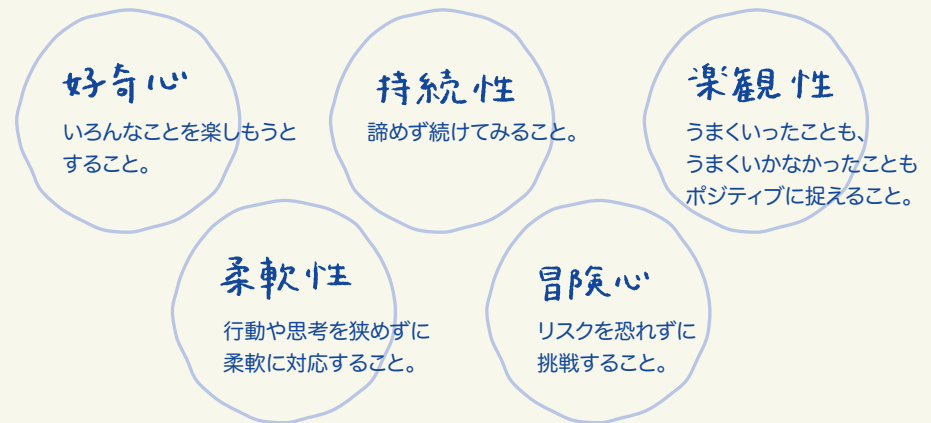 好奇心
いろんなことを楽しもうと
すること。
持続性
諦めず続けてみること。
楽観性
うまくいったことも、
うまくいかなかったことも
ポジティブに捉えること。
柔軟性
行動や思考を狭めずに
柔軟に対応すること。
冒険心
リスクを恐れずに
挑戦すること。